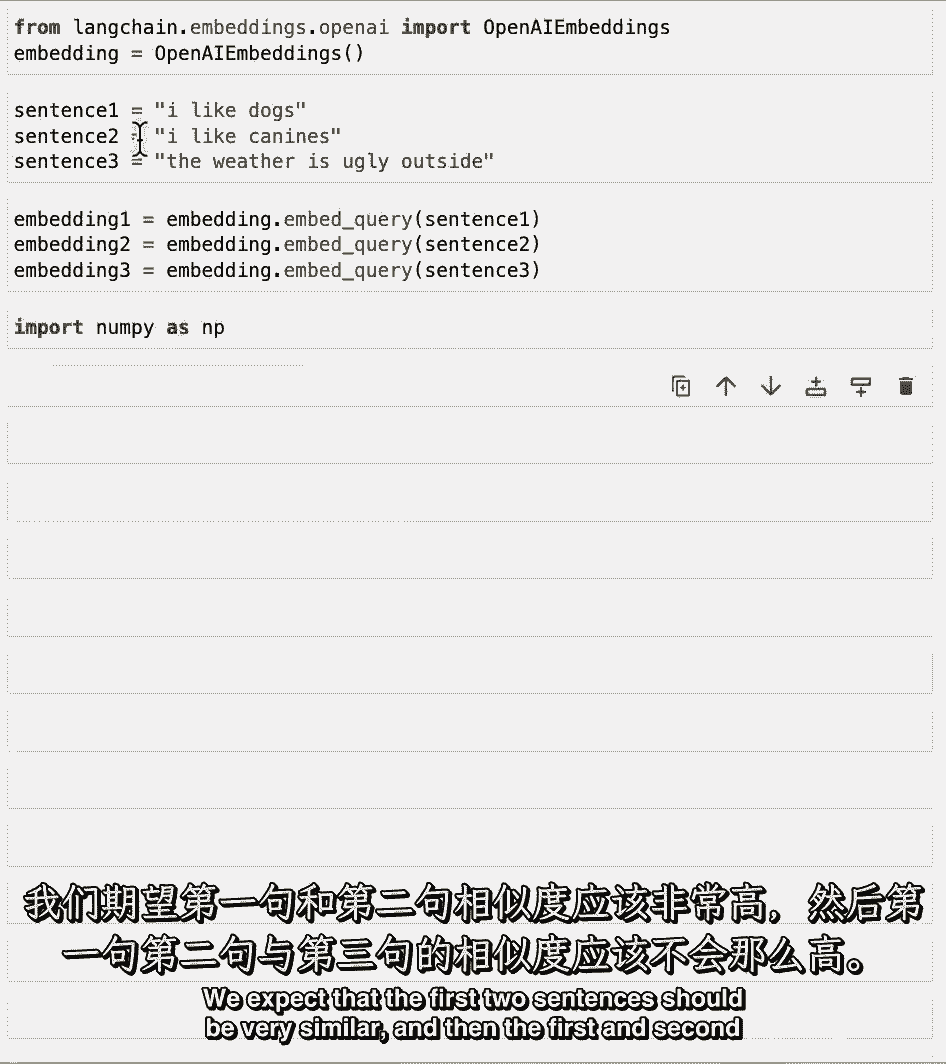 from langchain.embeddings.openai import OpenAIEmbeddings
embedding = OpenAIEmbeddings()
sentence1 = "i like dogs"
sentence2 = "i like canines"
sentence3 = "the weather is ugly outside"
embedding1 = embedding.embed_query(sentence1)
embedding2 = embedding.embed_query(sentence2)
embedding3 = embedding.embed_query(sentence3)
import numpy as np
我们期望第一句和第二句相似度应该非常高，然后第
一句第二句与第三句的相似度应该不会那么高。
We expect that the first two sentences should
be very similar, and then the first and second